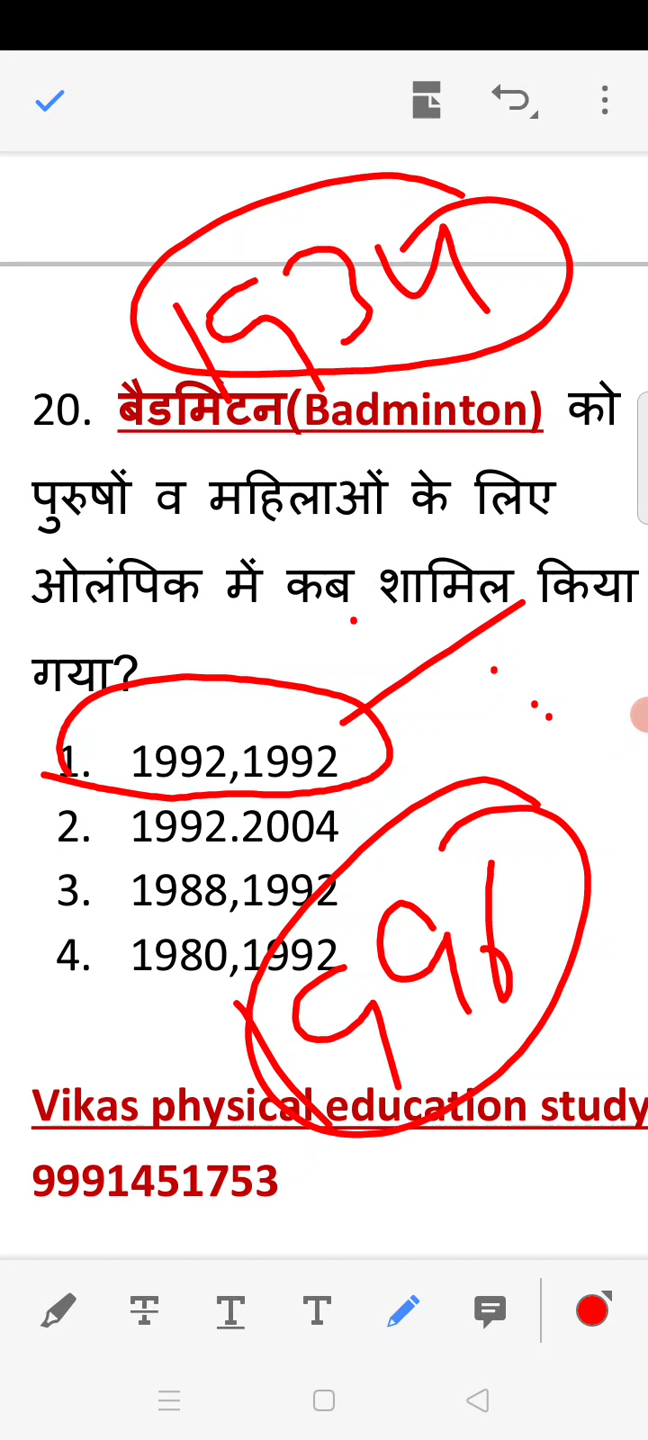 1934
20. बैडमिंटन(Badminton) को
पुरुषों व महिलाओं के लिए
ओलंपिक में कब शामिल किया
गया?
1. 1992,1992
2. 1992.2004
3. 1988,1992
4. 1980,1992
1996
Vikas physical education study
9991451753
T T T